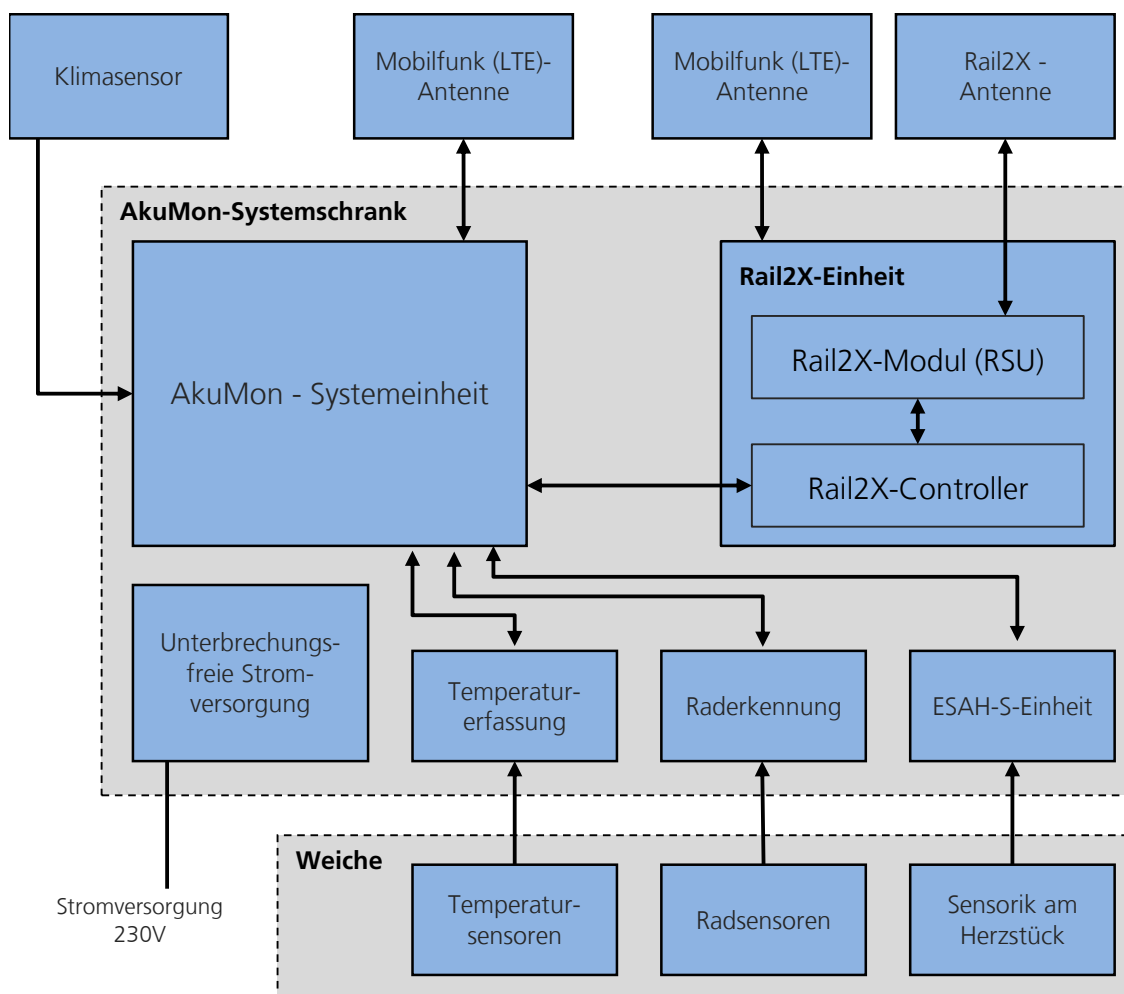 Klimasensor
Mobilfunk (LTE)-
Antenne
Mobilfunk (LTE)-
Antenne
Rail2X -
Antenne
AkuMon-Systemschrank
AkuMon - Systemeinheit
Rail2X-Einheit
Rail2X-Modul (RSU)
Rail2X-Controller
Unterbrechungs-
freie Strom-
versorgung
Temperatur-
erfassung
Raderkennung
ESAH-S-Einheit
Weiche
Stromversorgung
230V
Temperatur-
sensoren
Radsensoren
Sensorik am
Herzstück